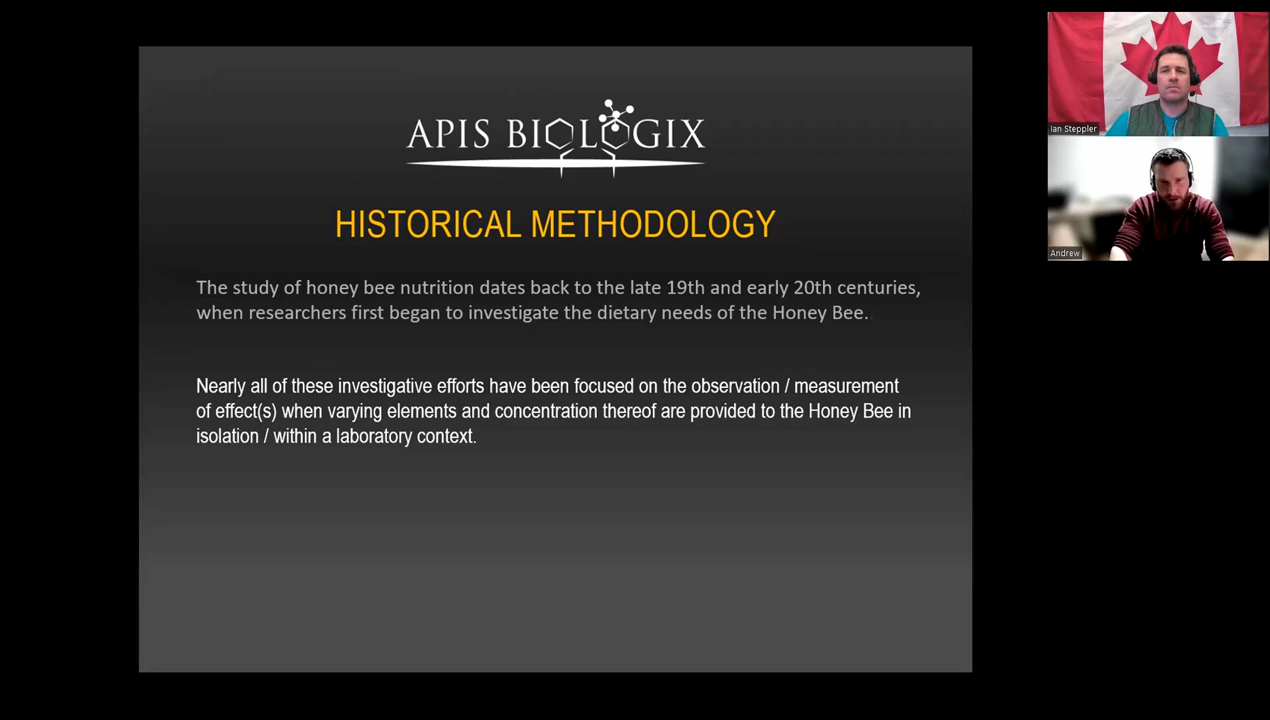 APIS BIOLOGIX
HISTORICAL METHODOLOGY
The study of honey bee nutrition dates back to the late 19th and early 20th centuries,
when researchers first began to investigate the dietary needs of the Honey Bee.
Nearly all of these investigative efforts have been focused on the observation / measurement
of effect(s) when varying elements and concentration thereof are provided to the Honey Bee in
isolation / within a laboratory context.
Ian Steppler
Andrew